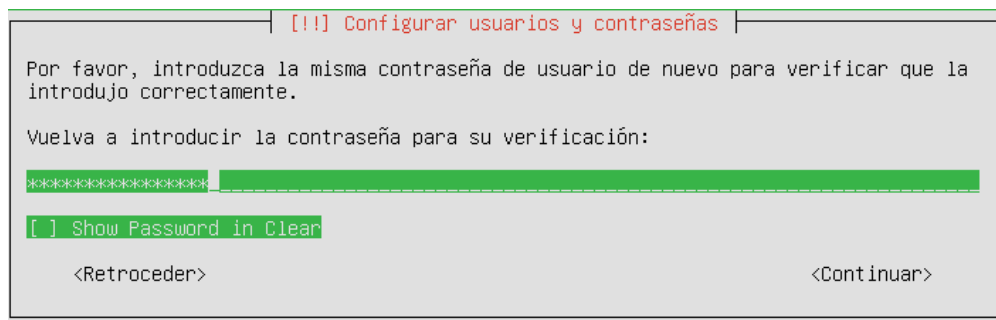 [!!] Configurar usuarios y contraseñas
Por favor, introduzca la misma contraseña de usuario de nuevo para verificar que la
introdujo correctamente.
Vuelva a introducir la contraseña para su verificación:
****************
[ ] Show Password in Clear
<Retroceder> <Continuar>